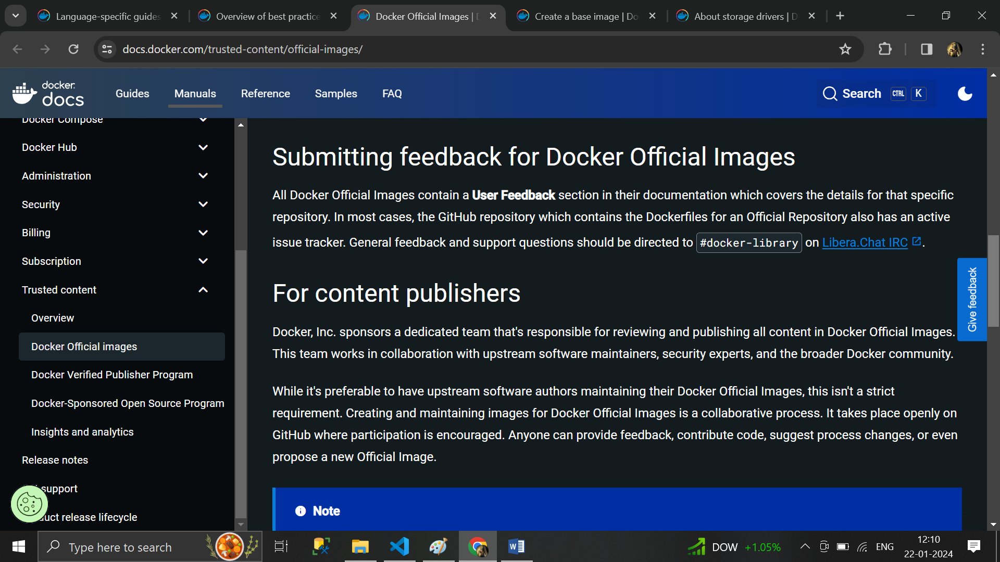 Language-specific guides
Overview of best practice
Docker Official Images |
Create a base image | Do
About storage drivers | D
docs.docker.com/trusted-content/official-images/
docker
docs
Guides
Manuals
Reference
Samples
FAQ
Search
CTRL
K
Docker Compose
Docker Hub
Administration
Security
Billing
Subscription
Trusted content
Overview
Docker Official images
Docker Verified Publisher Program
Docker-Sponsored Open Source Program
Insights and analytics
Release notes
support
uct release lifecycle
Submitting feedback for Docker Official Images
All Docker Official Images contain a User Feedback section in their documentation which covers the details for that specific
repository. In most cases, the GitHub repository which contains the Dockerfiles for an Official Repository also has an active
issue tracker. General feedback and support questions should be directed to #docker-library on Libera.Chat IRC .
For content publishers
Docker, Inc. sponsors a dedicated team that's responsible for reviewing and publishing all content in Docker Official Images.
This team works in collaboration with upstream software maintainers, security experts, and the broader Docker community.
While it's preferable to have upstream software authors maintaining their Docker Official Images, this isn't a strict
requirement. Creating and maintaining images for Docker Official Images is a collaborative process. It takes place openly on
GitHub where participation is encouraged. Anyone can provide feedback, contribute code, suggest process changes, or even
propose a new Official Image.
Note
Give feedback
Type here to search
DOW +1.05%
ENG
12:10
22-01-2024